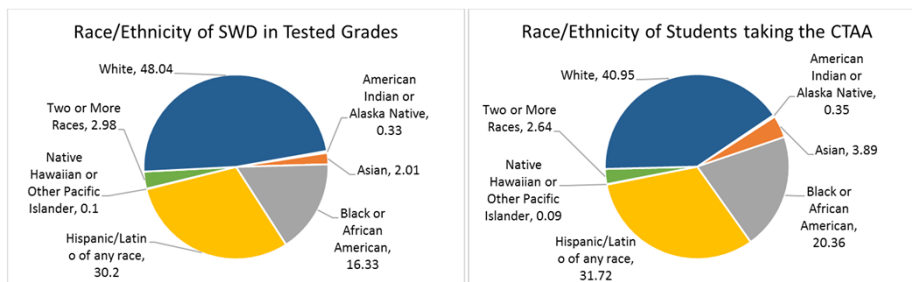 Race/Ethnicity of SWD in Tested Grades
White, 48.04
American
Indian or
Alaska Native,
0.33
Two or More
Races, 2.98
Asian, 2.01
Native
Hawaiian or
Other Pacific
Islander, 0.1
Black or
African
American,
16.33
Hispanic/Latin
o of any race,
30.2
Race/Ethnicity of Students taking the CTAA
White, 40.95
American
Indian or
Alaska Native,
0.35
Two or More
Races, 2.64
Asian, 3.89
Native
Hawaiian or
Other Pacific
Islander, 0.09
Black or
African
American,
20.36
Hispanic/Latin
o of any race,
31.72